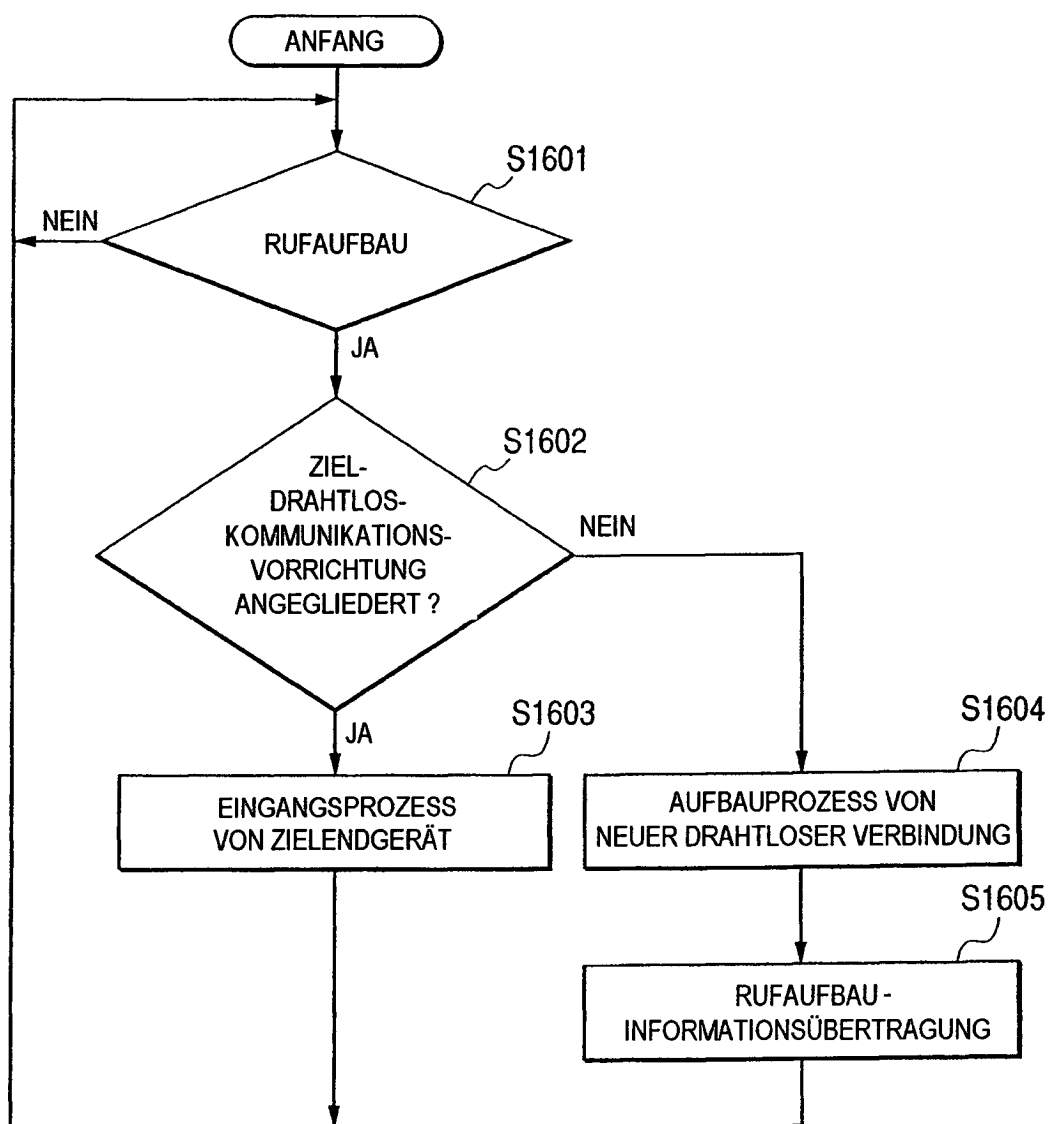 ANFANG
S1601
NEIN
RUFAUFBAU
JA
S1602
ZIEL-
DRAHTLOS-
KOMMUNIKATIONS-
VORRICHTUNG
ANGEGLIEDERT ?
NEIN
JA
S1603
EINGANGSPROZESS
VON ZIELENDGERÄT
S1604
AUFBAUPROZESS VON
NEUER DRAHTLOSER VERBINDUNG
S1605
RUFAUFBAU -
INFORMATIONSÜBERTRAGUNG